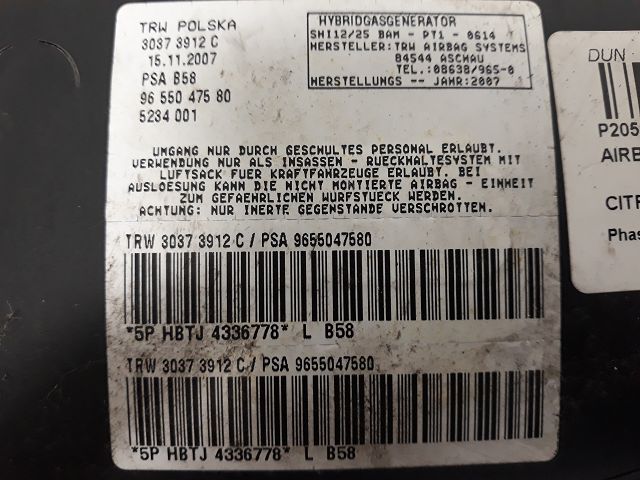 TRW POLSKA
3037 3912 C
15.11.2007
PSA B58
96 550 475 80
5234 001
HYBRIDGASGENERATOR
SHI12/25 BAM - PT1 - 0614
HERSTELLER:TRW AIRBAG SYSTEMS
84544 ASCHAU
TEL.:08638/965-0
HERSTELLUNGS -- JAHR:2007
UMGANG NUR DURCH GESCHULTES PERSONAL ERLAUBT.
VERWENDUNG NUR ALS INSASSEN - RUECKHALTESYSTEM MIT
LUFTSACK FUER KRAFTFAHRZEUGE ERLAUBT. BEI
AUSLOESUNG KANN DIE NICHT MONTIERTE AIRBAG - EINHEIT
ZUM GEFAEHRLICHEN WURFSTUECK WERDEN.
ACHTUNG: NUR INERTE GEGENSTANDE VERSCHROTTEN.
TRW 3037 3912 C / PSA 9655047580
*5P HBTJ 4336778* L B58
TRW 3037 3912 C / PSA 9655047580
*5P HBTJ 4336778* L B58
DUN
P205
AIRB
CITR
Phas